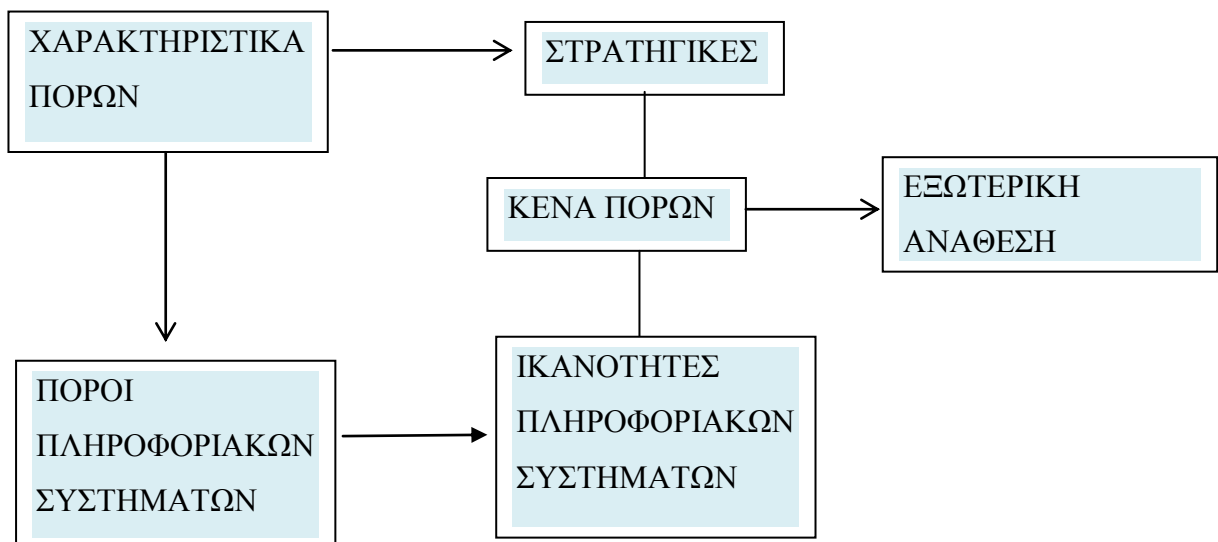 ΧΑΡΑΚΤΗΡΙΣΤΙΚΑ
ΠΟΡΩΝ
ΣΤΡΑΤΗΓΙΚΕΣ
ΚΕΝΑ ΠΟΡΩΝ
ΕΞΩΤΕΡΙΚΗ
ΑΝΑΘΕΣΗ
ΠΟΡΟΙ
ΠΛΗΡΟΦΟΡΙΑΚΩΝ
ΣΥΣΤΗΜΑΤΩΝ
ΙΚΑΝΟΤΗΤΕΣ
ΠΛΗΡΟΦΟΡΙΑΚΩΝ
ΣΥΣΤΗΜΑΤΩΝ